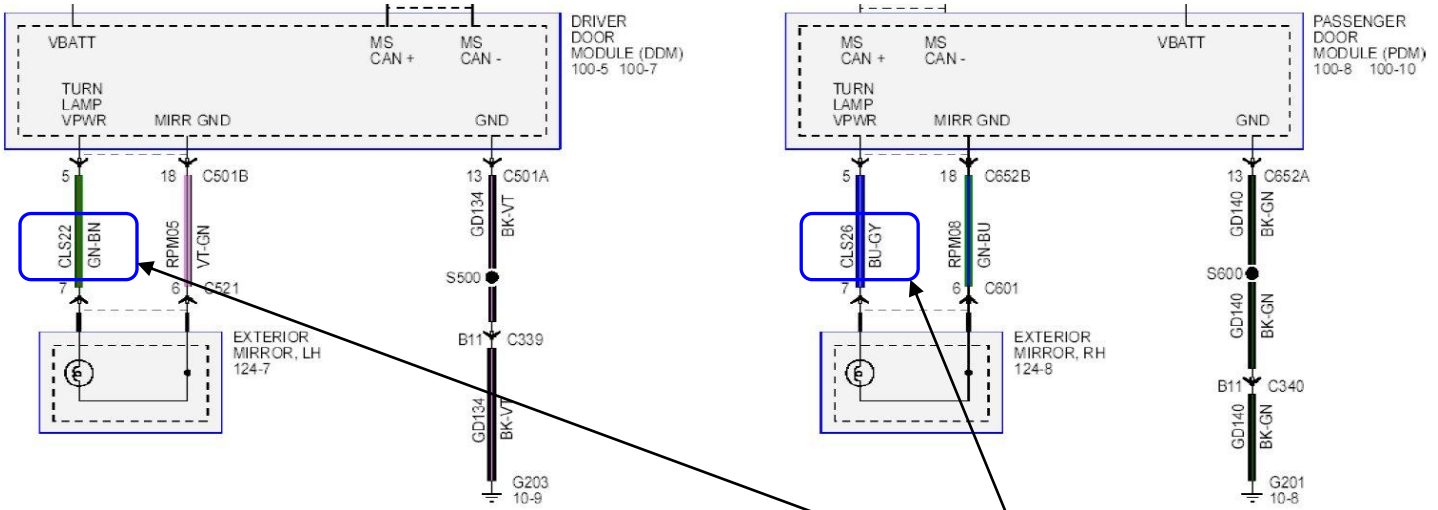 DRIVER
DOOR
MODULE (DDM)
100-5 100-7
VBATT
MS
CAN +
MS
CAN -
TURN
LAMP
VPWR
MIRR GND
GND
5
18
C501B
13
C501A
CLS22
GN-BN
RPM05
VT-GN
GD134
BK-VT
7
6
C521
S500
EXTERIOR
MIRROR, LH
124-7
B11
C339
GD134
BK-VT
G203
10-9
PASSENGER
DOOR
MODULE (PDM)
100-8 100-10
MS
CAN +
MS
CAN -
VBATT
TURN
LAMP
VPWR
MIRR GND
GND
5
18
C652B
13
C652A
CLS26
BU-GY
RPM08
GN-BU
GD140
BK-GN
7
6
C601
S600
GD140
BK-GN
EXTERIOR
MIRROR, RH
124-8
B11
C340
GD140
BK-GN
G201
10-8